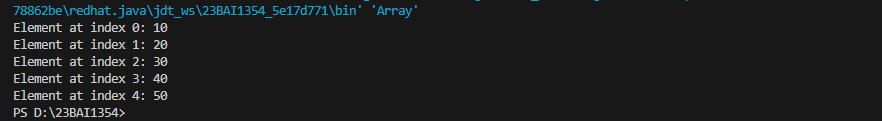 78862be\redhat.java\jdt_ws\23BAI1354_5e17d771\bin' 'Array'
Element at index 0: 10
Element at index 1: 20
Element at index 2: 30
Element at index 3: 40
Element at index 4: 50
PS D:\23BAI1354>